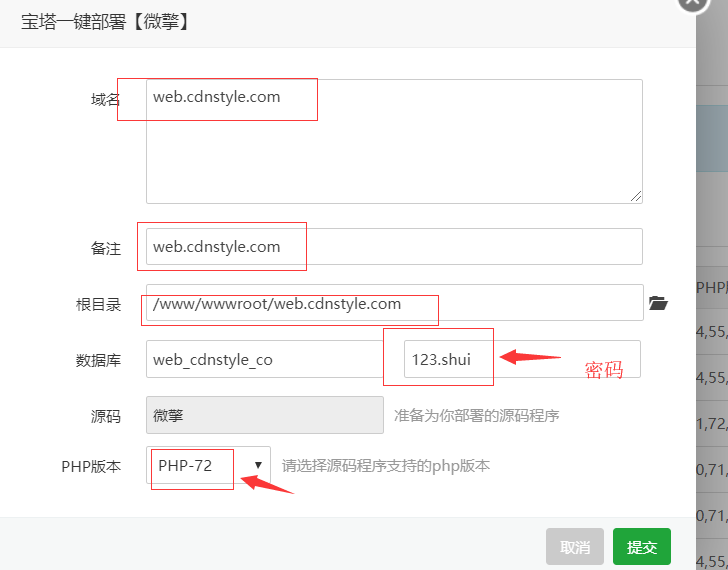 宝塔一键部署【微擎】
域名
web.cdnstyle.com
备注
web.cdnstyle.com
根目录
/www/wwwroot/web.cdnstyle.com
数据库
web_cdnstyle_co
123.shui
密码
源码
微擎
准备为你部署的源码程序
PHP版本
PHP-72
请选择源码程序支持的php版本
取消
提交
4,55,
4,55,
1,72,
0,71,
0,71,
4,55,